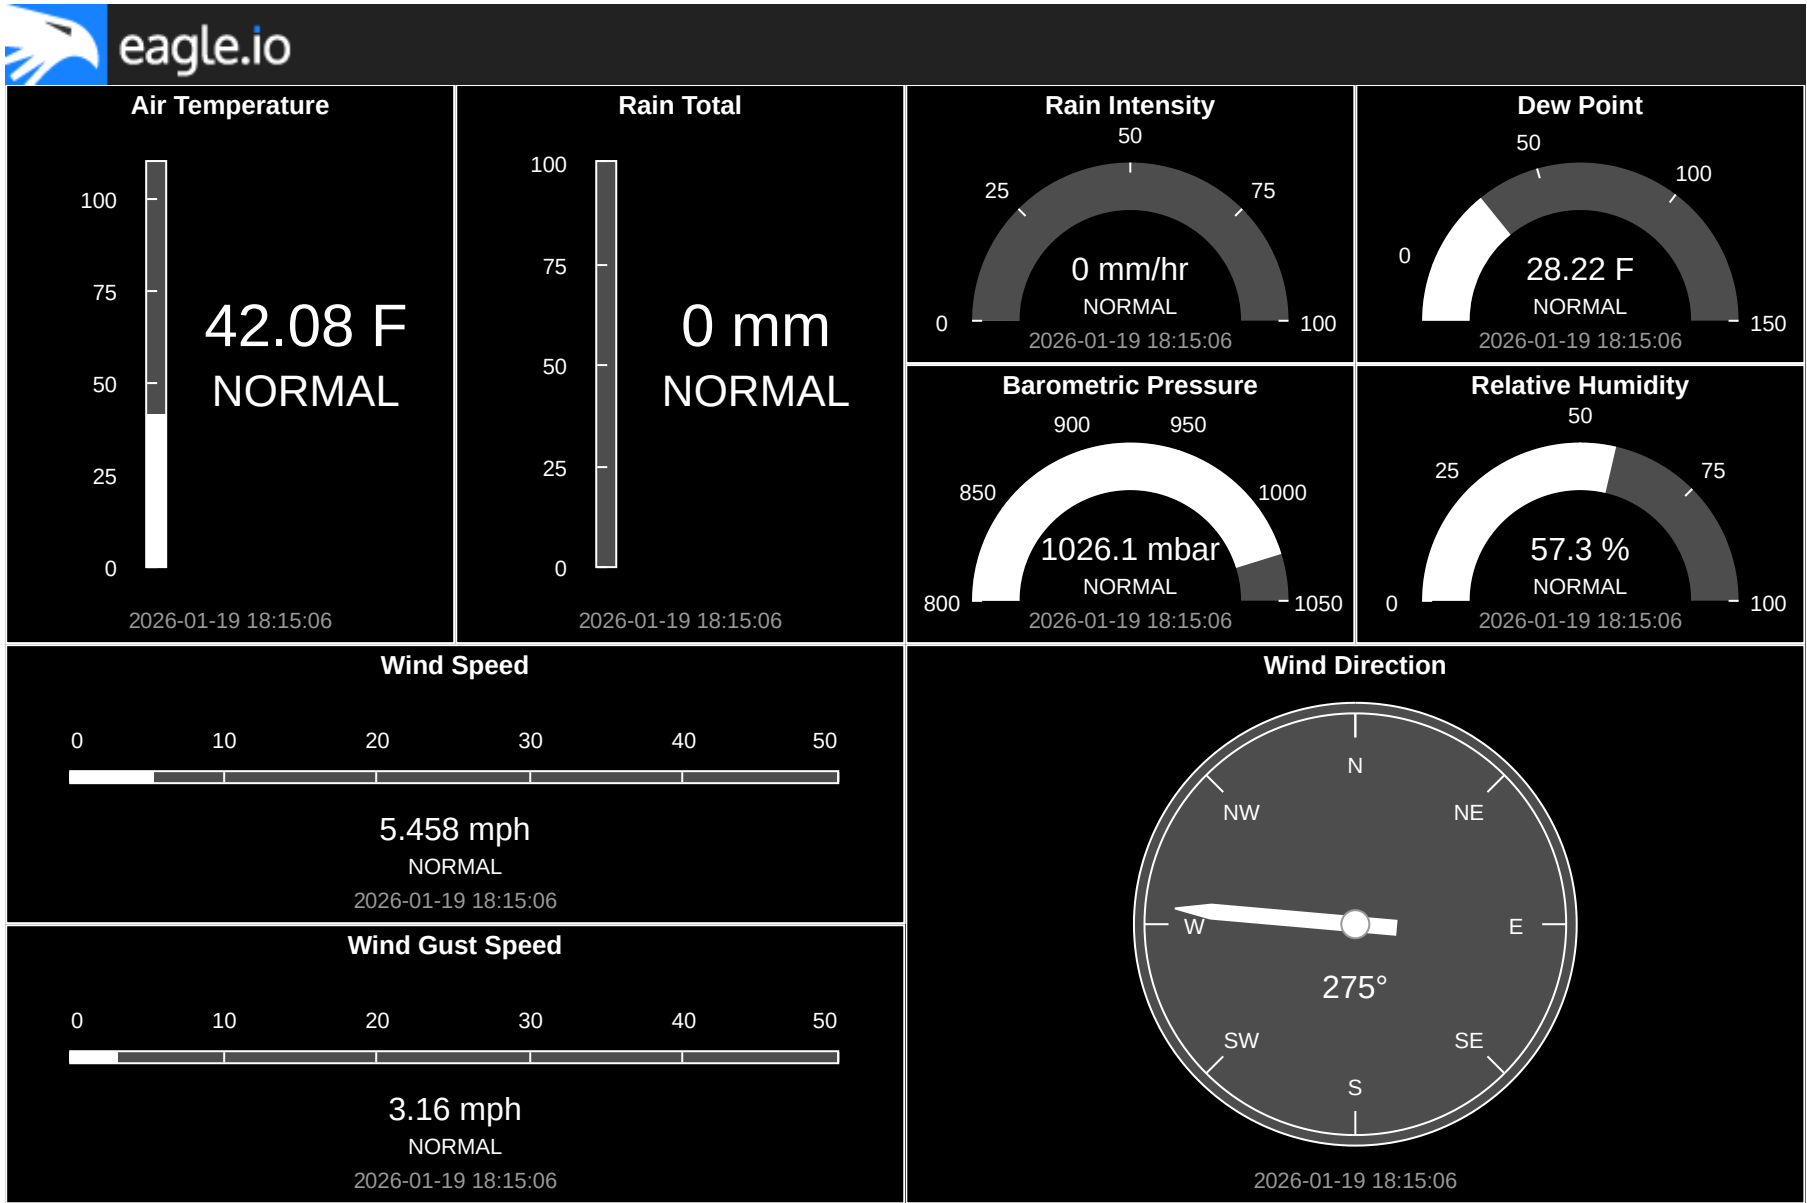 eagle.io
Air Temperature
100
75
50
25
0
42.08 F
NORMAL
2026-01-19 18:15:06
Rain Total
100
75
50
25
0
0 mm
NORMAL
2026-01-19 18:15:06
Rain Intensity
50
25
75
0
100
0 mm/hr
NORMAL
2026-01-19 18:15:06
Dew Point
50
100
0
150
28.22 F
NORMAL
2026-01-19 18:15:06
Barometric Pressure
900
950
850
1000
800
1050
1026.1 mbar
NORMAL
2026-01-19 18:15:06
Relative Humidity
50
25
75
0
100
57.3 %
NORMAL
2026-01-19 18:15:06
Wind Speed
0 10 20 30 40 50
5.458 mph
NORMAL
2026-01-19 18:15:06
Wind Gust Speed
0 10 20 30 40 50
3.16 mph
NORMAL
2026-01-19 18:15:06
Wind Direction
N
NW
NE
W
E
275°
SW
SE
S
2026-01-19 18:15:06